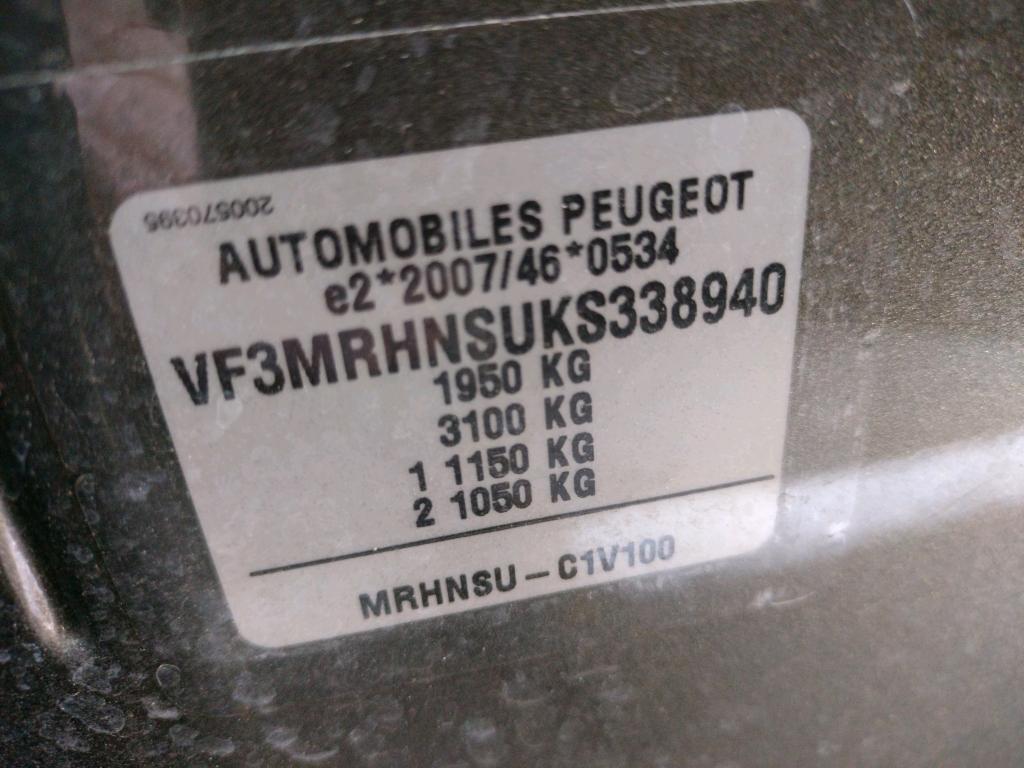 200570395
AUTOMOBILES PEUGEOT
e2*2007/46*0534
VF3MRHNSUKS338940
1950 KG
3100 KG
1 1150 KG
2 1050 KG
MRHNSU – C1V100